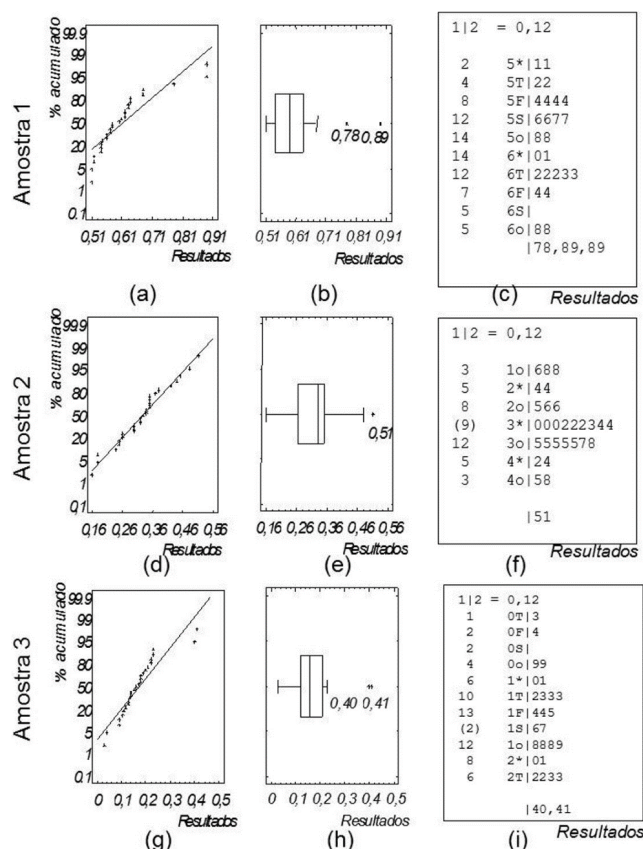 Amostra 1
% acumulado
99.9
99
95
80
50
20
5
1
0.1
0,51 0,61 0,71 0,81 0,91
Resultados
(a)
0,78 0,89
0,51 0,61 0,71 0,81 0,91
Resultados
(b)
1|2 = 0,12
2 5*|11
4 5T|22
8 5F|4444
12 5S|6677
14 5o|88
14 6*|01
12 6T|22233
7 6F|44
5 6S|
5 6o|88
|78,89,89
Resultados
(c)
Amostra 2
% acumulado
99.9
99
95
80
50
20
5
1
0,1
0,16 0,26 0,36 0,46 0,56
Resultados
(d)
0,51
0,16 0,26 0,36 0,46 0,56
Resultados
(e)
1|2 = 0,12
3 1o|688
5 2*|44
8 2o|566
(9) 3*|000222344
12 3o|5555578
5 4*|24
3 4o|58
|51
Resultados
(f)
Amostra 3
% acumulado
99.9
99
95
80
50
20
5
1
0.1
0 0,1 0,2 0,3 0,4 0,5
Resultados
(g)
0,40 0,41
0 0,1 0,2 0,3 0,4 0,5
Resultados
(h)
1|2 = 0,12
1 0T|3
2 0F|4
2 0S|
4 0o|99
6 1*|01
10 1T|2333
13 1F|445
(2) 1S|67
12 1o|8889
8 2*|01
6 2T|2233
|40,41
Resultados
(i)